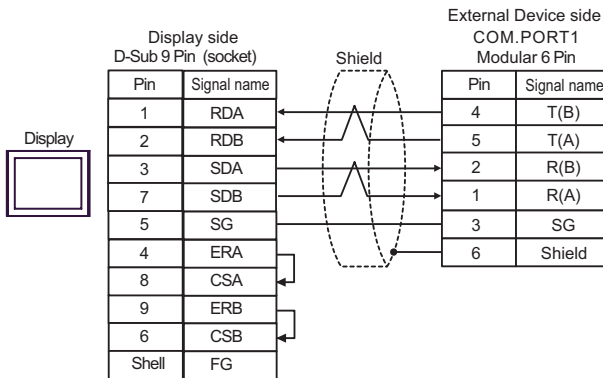 External Device side
COM.PORT1
Modular 6 Pin
Display side
D-Sub 9 Pin (socket)
Shield
Display
Pin Signal name
1 RDA
2 RDB
3 SDA
7 SDB
5 SG
4 ERA
8 CSA
9 ERB
6 CSB
Shell FG
Pin Signal name
4 T(B)
5 T(A)
2 R(B)
1 R(A)
3 SG
6 Shield